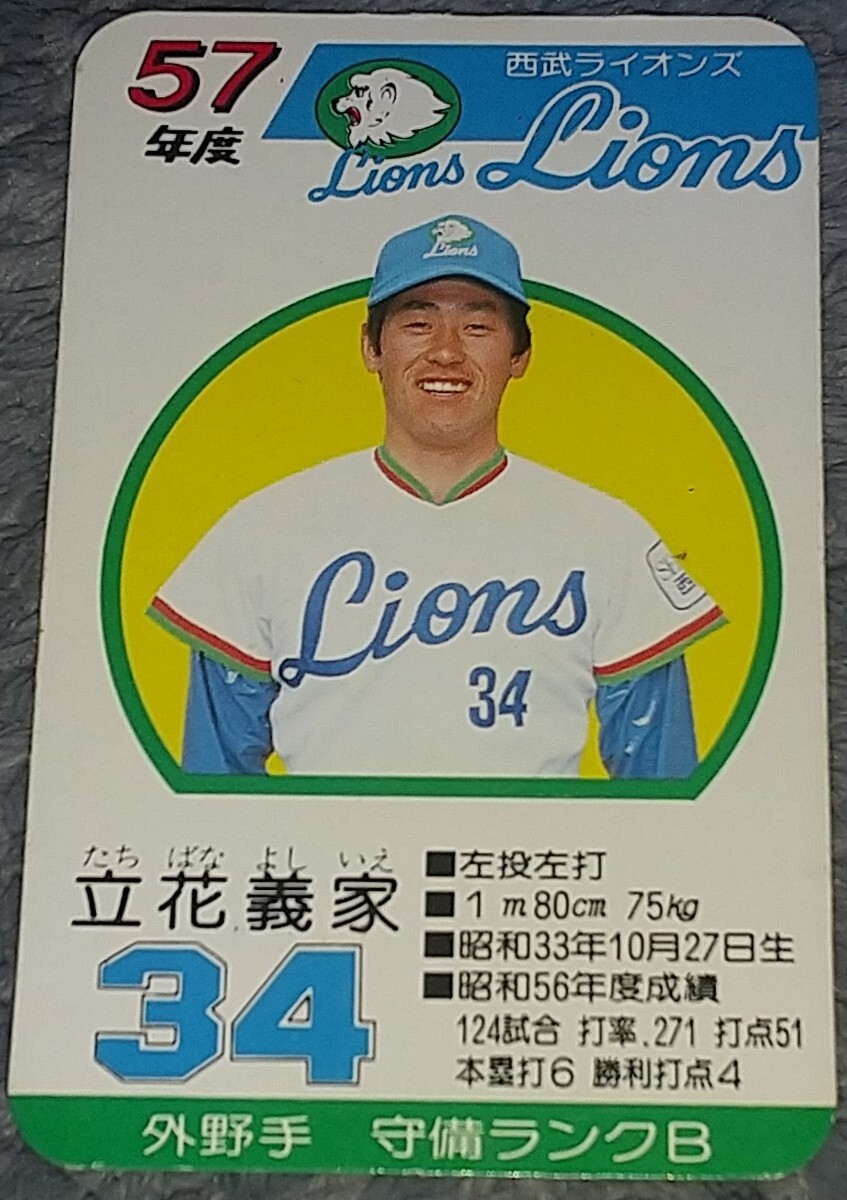 57
年度
西武ライオンズ
Lions
Lions
Lions
Lions
34
たち ばな よし いえ
立花義家
34
■左投左打
■1m80cm 75kg
■昭和33年10月27日生
■昭和56年度成績
124試合 打率.271 打点51
本塁打6 勝利打点4
外野手 守備ランクB